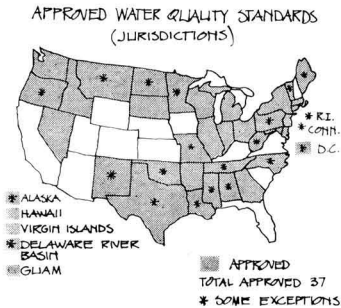 APPROVED WATER QUALITY STANDARDS
(JURISDICTIONS)
* R.I.
* CONN.
* D.C.
* ALASKA
HAWAII
VIRGIN ISLANDS
* DELAWARE RIVER
BASIN
GUAM
APPROVED
TOTAL APPROVED 37
* SOME EXCEPTIONS